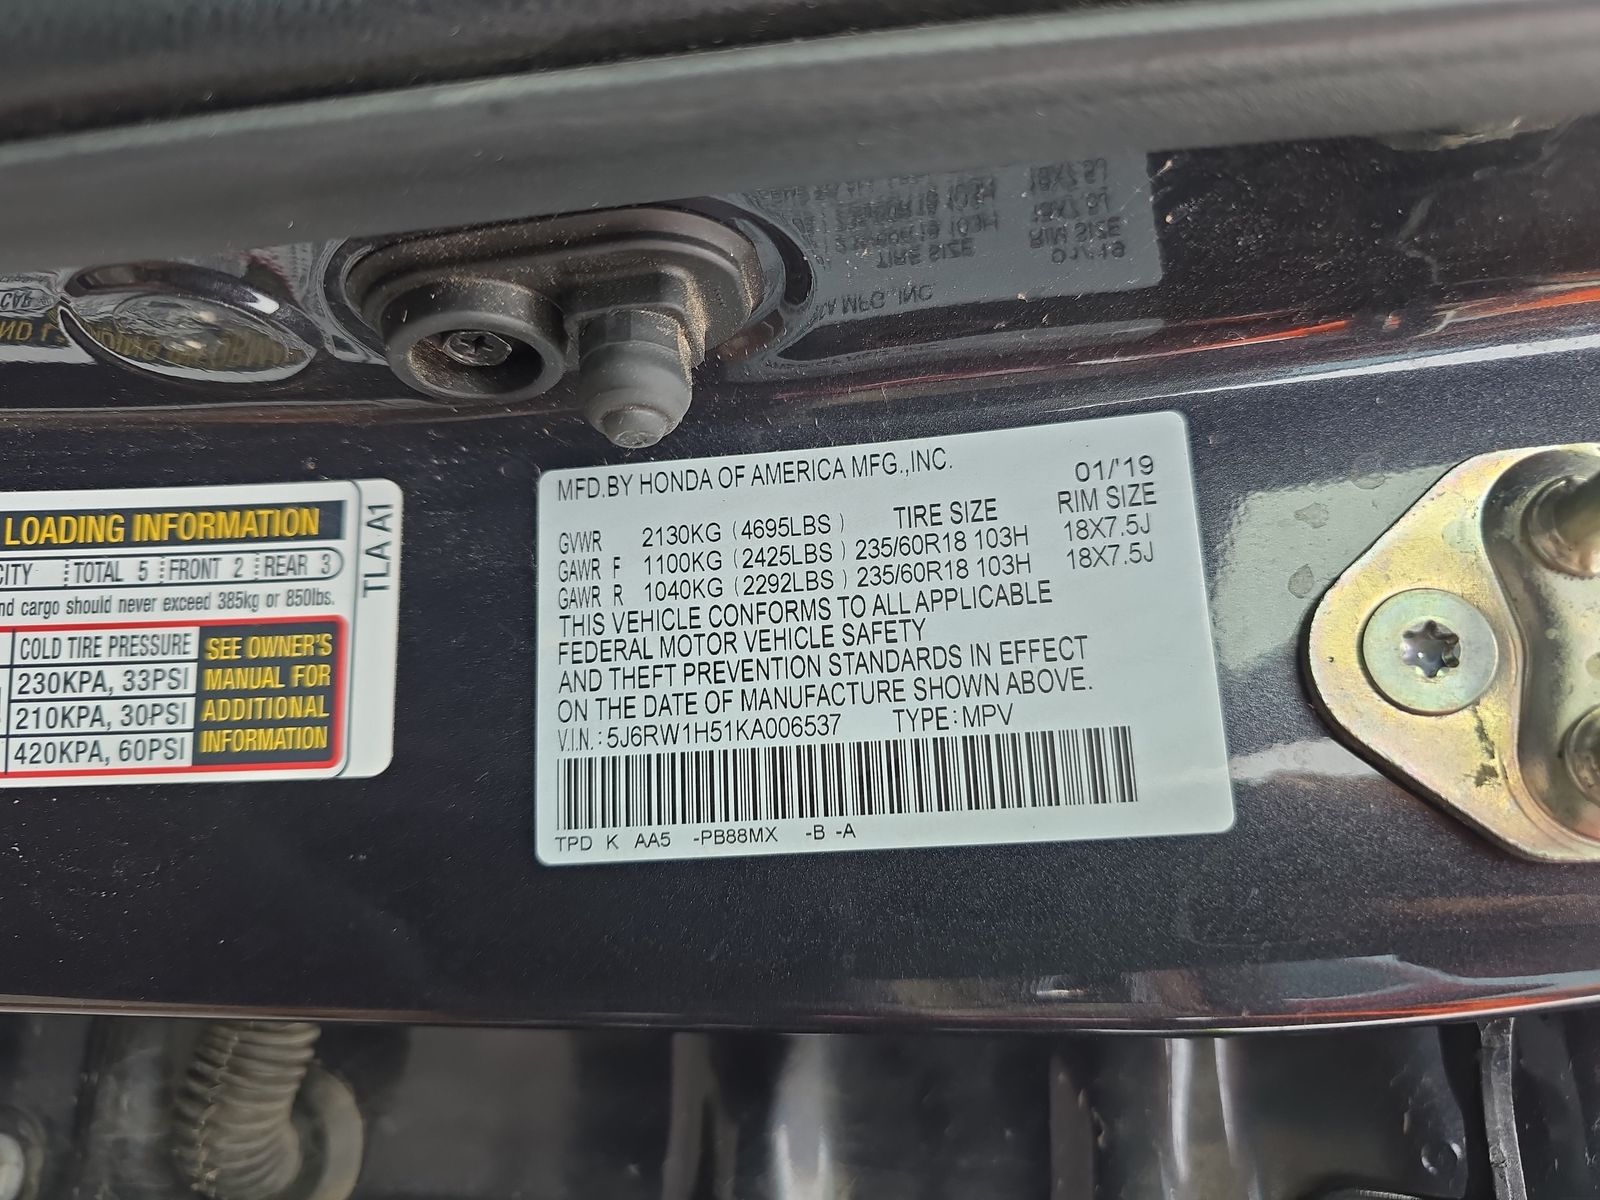 LOADING INFORMATION
CITY TOTAL 5 FRONT 2 REAR 3
nd cargo should never exceed 385kg or 850lbs.
COLD TIRE PRESSURE
230KPA, 33PSI
210KPA, 30PSI
420KPA, 60PSI
SEE OWNER'S
MANUAL FOR
ADDITIONAL
INFORMATION
TLA A1
MFD.BY HONDA OF AMERICA MFG.,INC. 01/'19
TIRE SIZE RIM SIZE
GVWR 2130KG (4695LBS)
GAWR F 1100KG (2425LBS) 235/60R18 103H 18X7.5J
GAWR R 1040KG (2292LBS) 235/60R18 103H 18X7.5J
THIS VEHICLE CONFORMS TO ALL APPLICABLE
FEDERAL MOTOR VEHICLE SAFETY
AND THEFT PREVENTION STANDARDS IN EFFECT
ON THE DATE OF MANUFACTURE SHOWN ABOVE.
V.I.N.: 5J6RW1H51KA006537 TYPE: MPV
TPD K AA5 -PB88MX -B -A